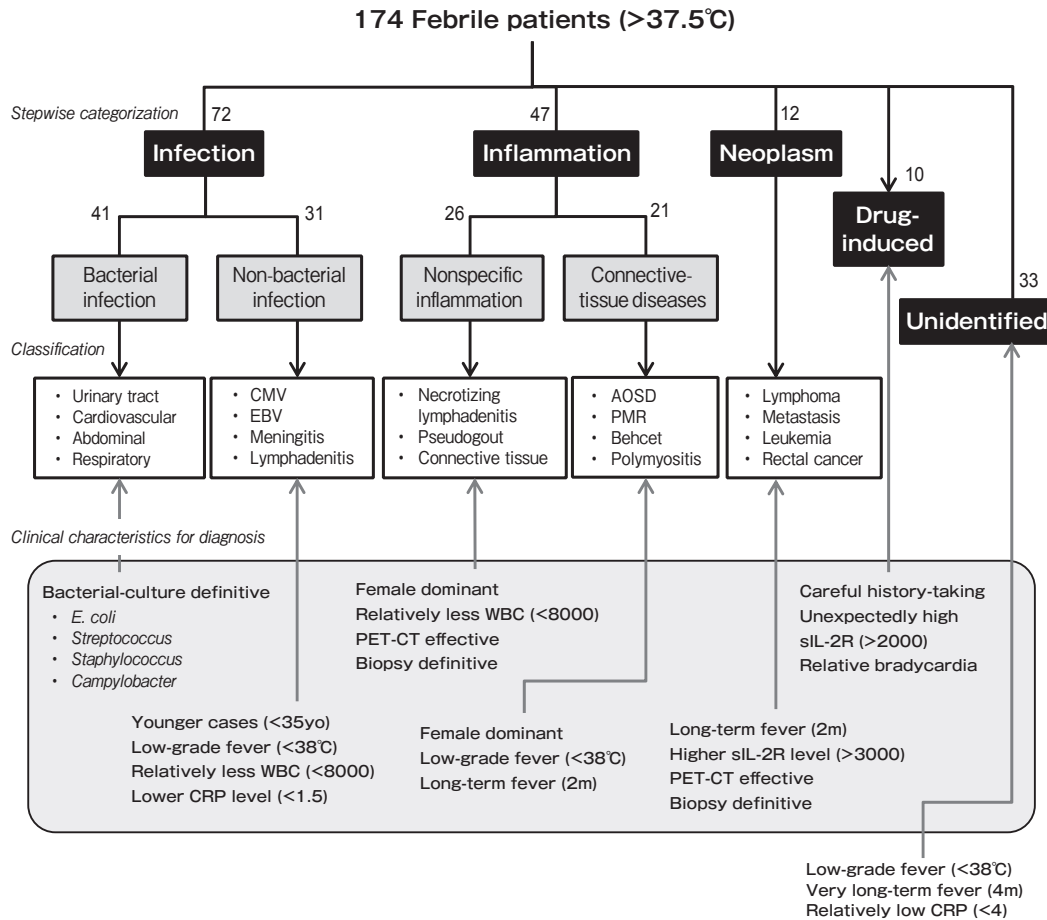 174 Febrile patients (>37.5℃)
Stepwise categorization
72
47
12
10
33
Infection
Inflammation
Neoplasm
Drug-
induced
Unidentified
41
31
26
21
Bacterial
infection
Non-bacterial
infection
Nonspecific
inflammation
Connective-
tissue diseases
Classification
• Urinary tract
• Cardiovascular
• Abdominal
• Respiratory
• CMV
• EBV
• Meningitis
• Lymphadenitis
• Necrotizing
lymphadenitis
• Pseudogout
• Connective tissue
• AOSD
• PMR
• Behcet
• Polymyositis
• Lymphoma
• Metastasis
• Leukemia
• Rectal cancer
Clinical characteristics for diagnosis
Bacterial-culture definitive
• E. coli
• Streptococcus
• Staphylococcus
• Campylobacter
Younger cases (<35yo)
Low-grade fever (<38℃)
Relatively less WBC (<8000)
Lower CRP level (<1.5)
Female dominant
Relatively less WBC (<8000)
PET-CT effective
Biopsy definitive
Female dominant
Low-grade fever (<38℃)
Long-term fever (2m)
Long-term fever (2m)
Higher sIL-2R level (>3000)
PET-CT effective
Biopsy definitive
Careful history-taking
Unexpectedly high
sIL-2R (>2000)
Relative bradycardia
Low-grade fever (<38℃)
Very long-term fever (4m)
Relatively low CRP (<4)